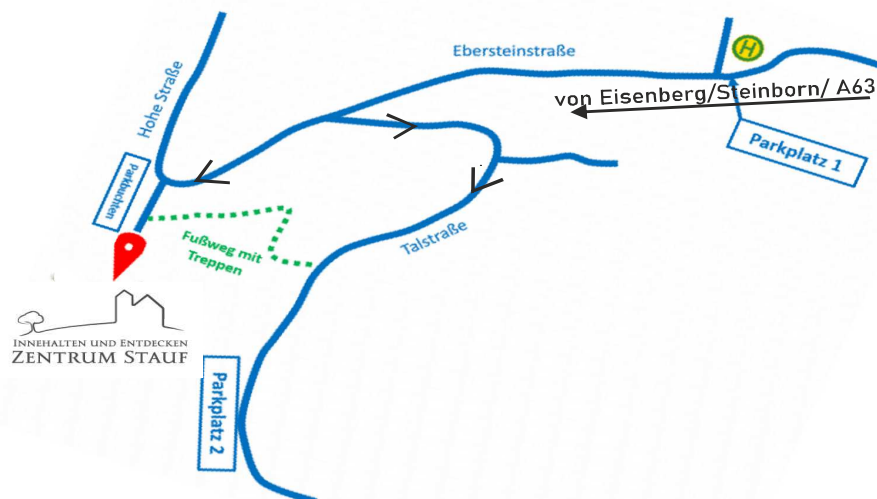 Ebersteinstraße
H
von Eisenberg/Steinborn/ A63
Parkplatz 1
Hohe Straße
Parkbuchten
Fußweg mit
Treppen
Talstraße
INNEHALTEN UND ENTDECKEN
ZENTRUM STAUF
Parkplatz 2